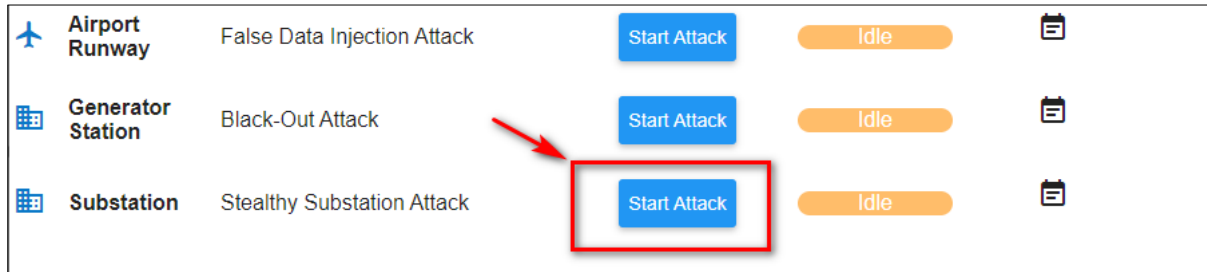 Airport
Runway
False Data Injection Attack
Start Attack
Idle
Generator
Station
Black-Out Attack
Start Attack
Idle
Substation
Stealthy Substation Attack
Start Attack
Idle